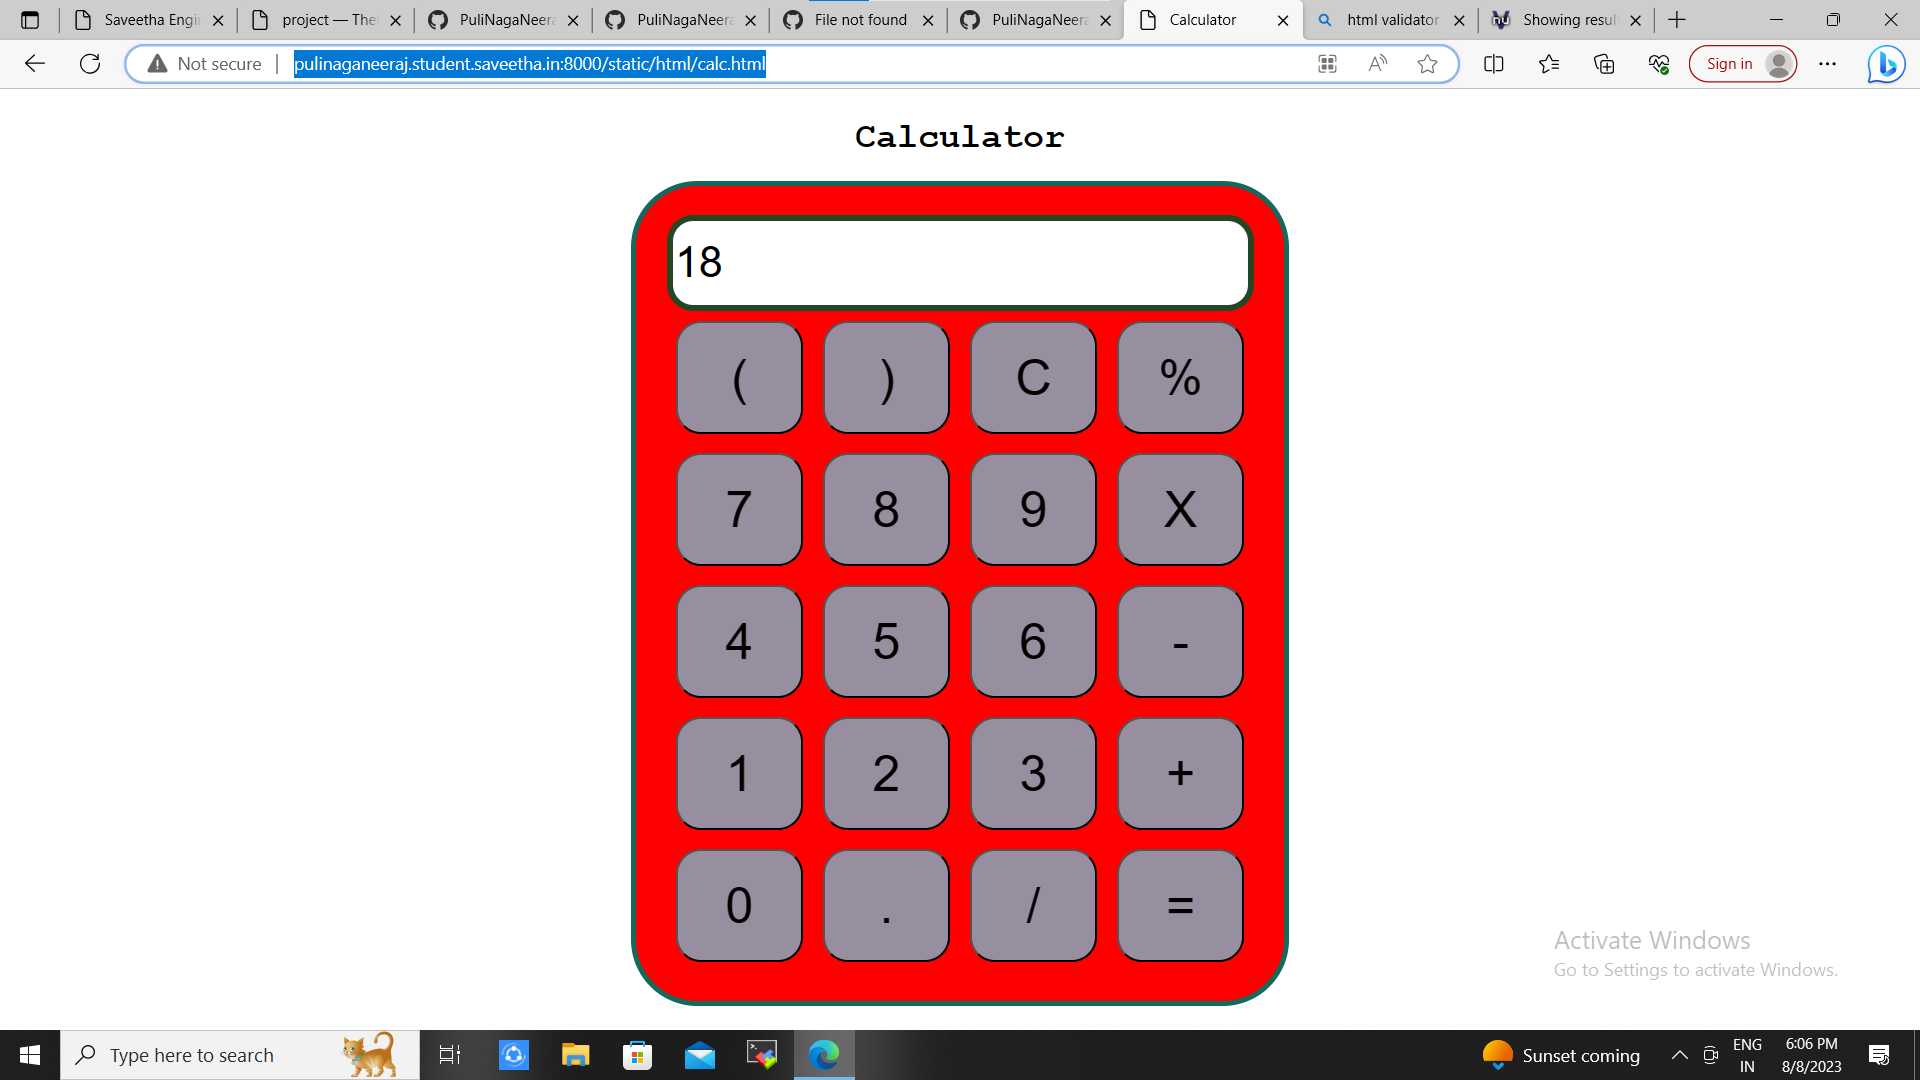 Saveetha Engi
project — Thei
PuliNagaNeera
PuliNagaNeera
File not found
PuliNagaNeera
Calculator
html validator
Showing resul
Not secure
pulinaganeeraj.student.saveetha.in:8000/static/html/calc.html
Sign in
Calculator
18
( ) C %
7 8 9 X
4 5 6 -
1 2 3 +
0 . / =
Activate Windows
Go to Settings to activate Windows.
Type here to search
Sunset coming
ENG
IN
6:06 PM
8/8/2023